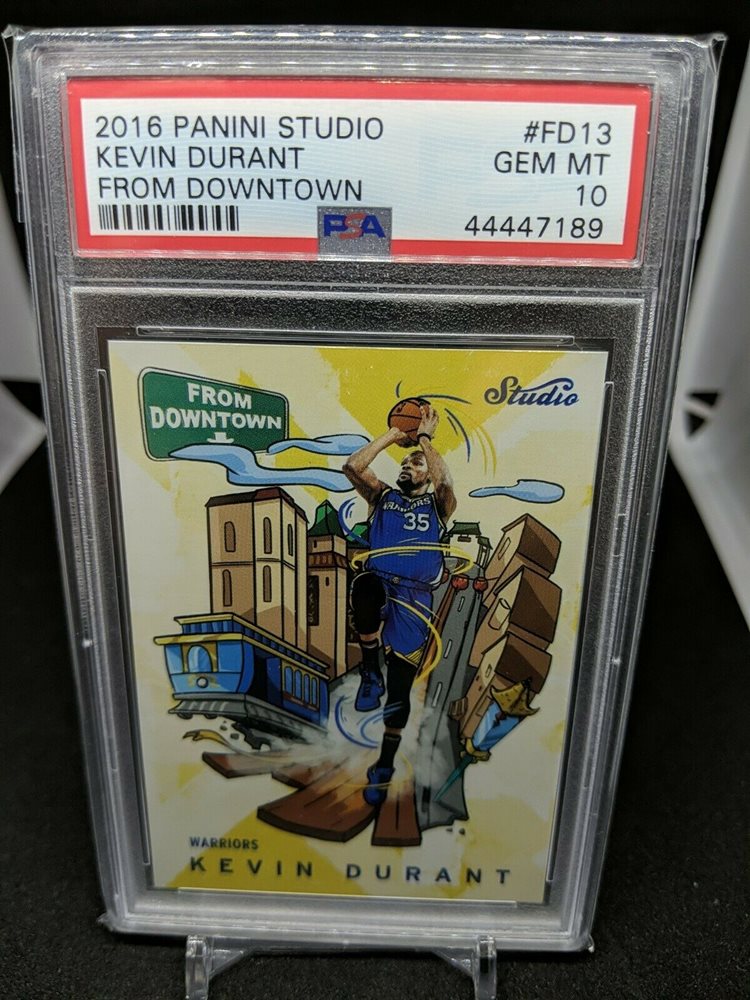 2016 PANINI STUDIO #FD13
KEVIN DURANT GEM MT
FROM DOWNTOWN 10
PSA 44447189
FROM
DOWNTOWN
Studio
WARRIORS
35
WARRIORS
KEVIN DURANT